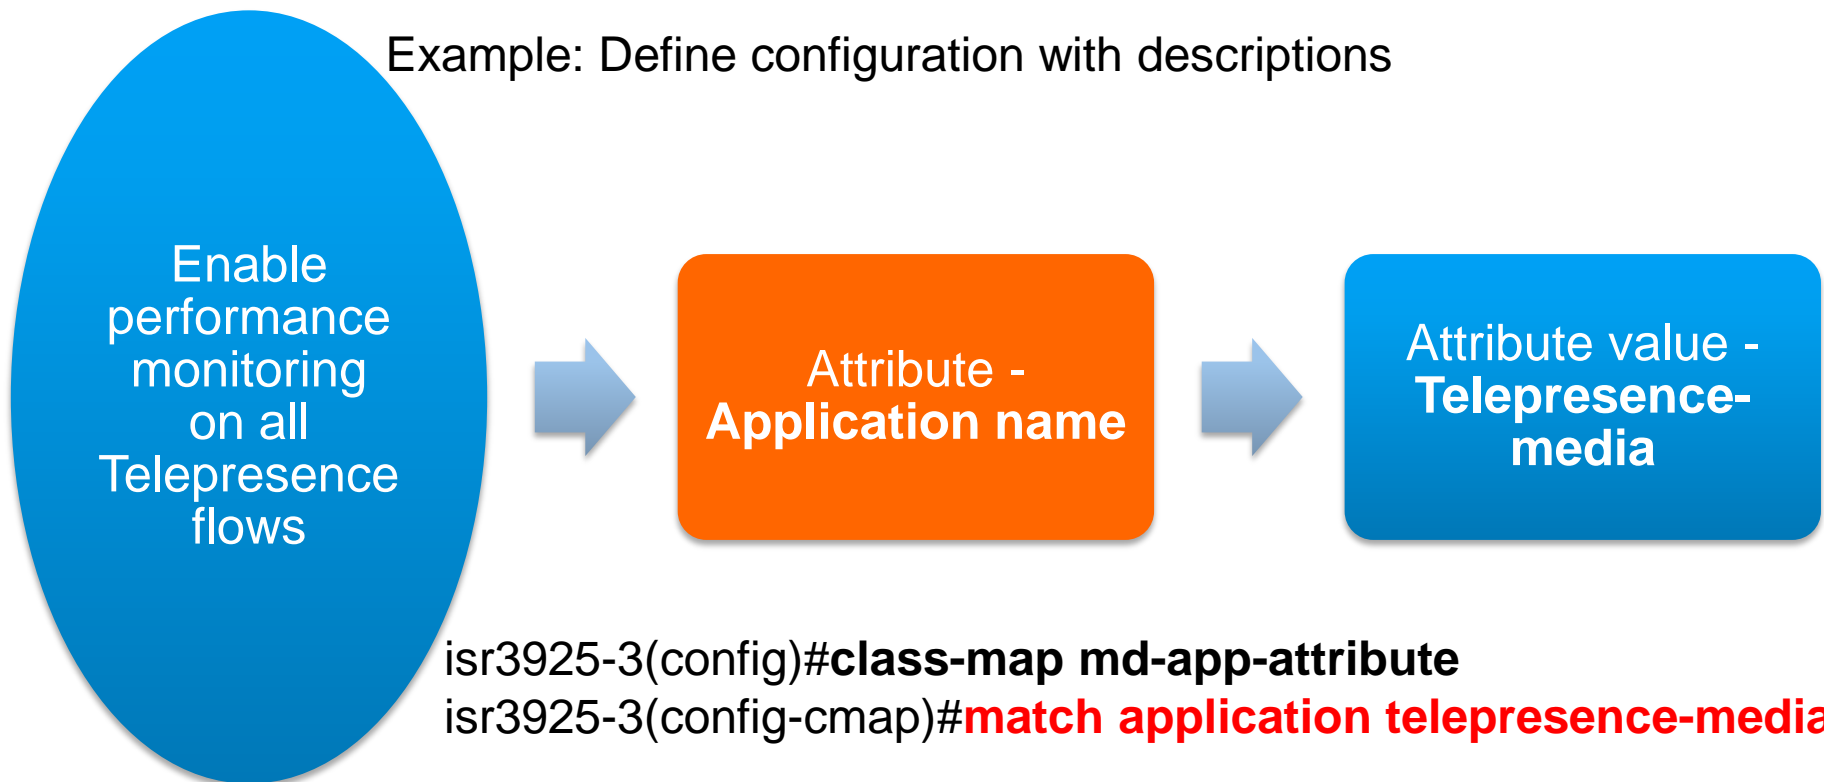 Example: Define configuration with descriptions
Enable
performance
monitoring
on all
Telepresence
flows
Attribute -
Application name
Attribute value -
Telepresence-
media
isr3925-3(config)#class-map md-app-attribute
isr3925-3(config-cmap)#match application telepresence-media